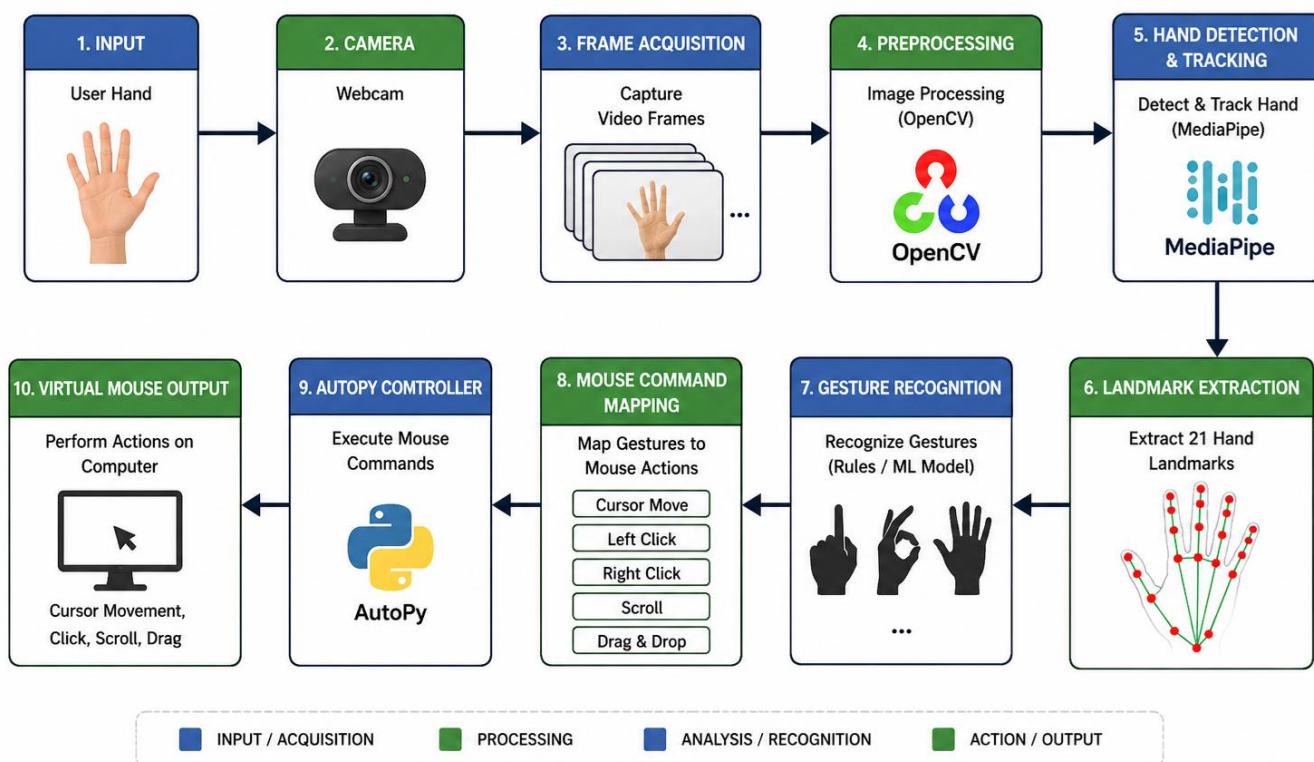 1. INPUT
User Hand
2. CAMERA
Webcam
3. FRAME ACQUISITION
Capture
Video Frames
...
4. PREPROCESSING
Image Processing
(OpenCV)
OpenCV
5. HAND DETECTION
& TRACKING
Detect & Track Hand
(MediaPipe)
MediaPipe
6. LANDMARK EXTRACTION
Extract 21 Hand
Landmarks
7. GESTURE RECOGNITION
Recognize Gestures
(Rules / ML Model)
...
8. MOUSE COMMAND
MAPPING
Map Gestures to
Mouse Actions
Cursor Move
Left Click
Right Click
Scroll
Drag & Drop
9. AUTOPY COMTROLLER
Execute Mouse
Commands
AutoPy
10. VIRTUAL MOUSE OUTPUT
Perform Actions on
Computer
Cursor Movement,
Click, Scroll, Drag
INPUT / ACQUISITION
PROCESSING
ANALYSIS / RECOGNITION
ACTION / OUTPUT